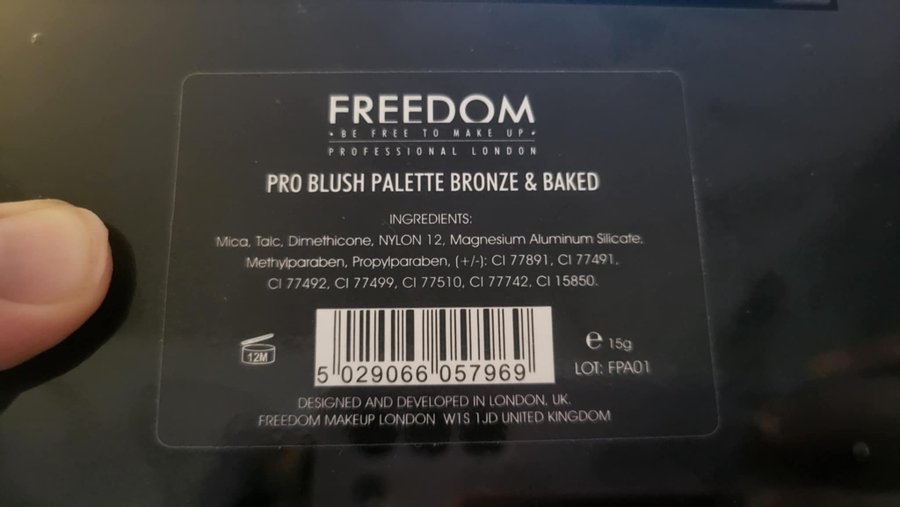 FREEDOM
• BE FREE TO MAKE UP •
PROFESSIONAL LONDON
PRO BLUSH PALETTE BRONZE & BAKED
INGREDIENTS:
Mica, Talc, Dimethicone, NYLON 12, Magnesium Aluminum Silicate,
Methylparaben, Propylparaben, (+/-): CI 77891, CI 77491,
CI 77492, CI 77499, CI 77510, CI 77742, CI 15850.
12M
5 029066 057969
e 15g
LOT: FPA01
DESIGNED AND DEVELOPED IN LONDON, UK.
FREEDOM MAKEUP LONDON W1S 1JD UNITED KINGDOM